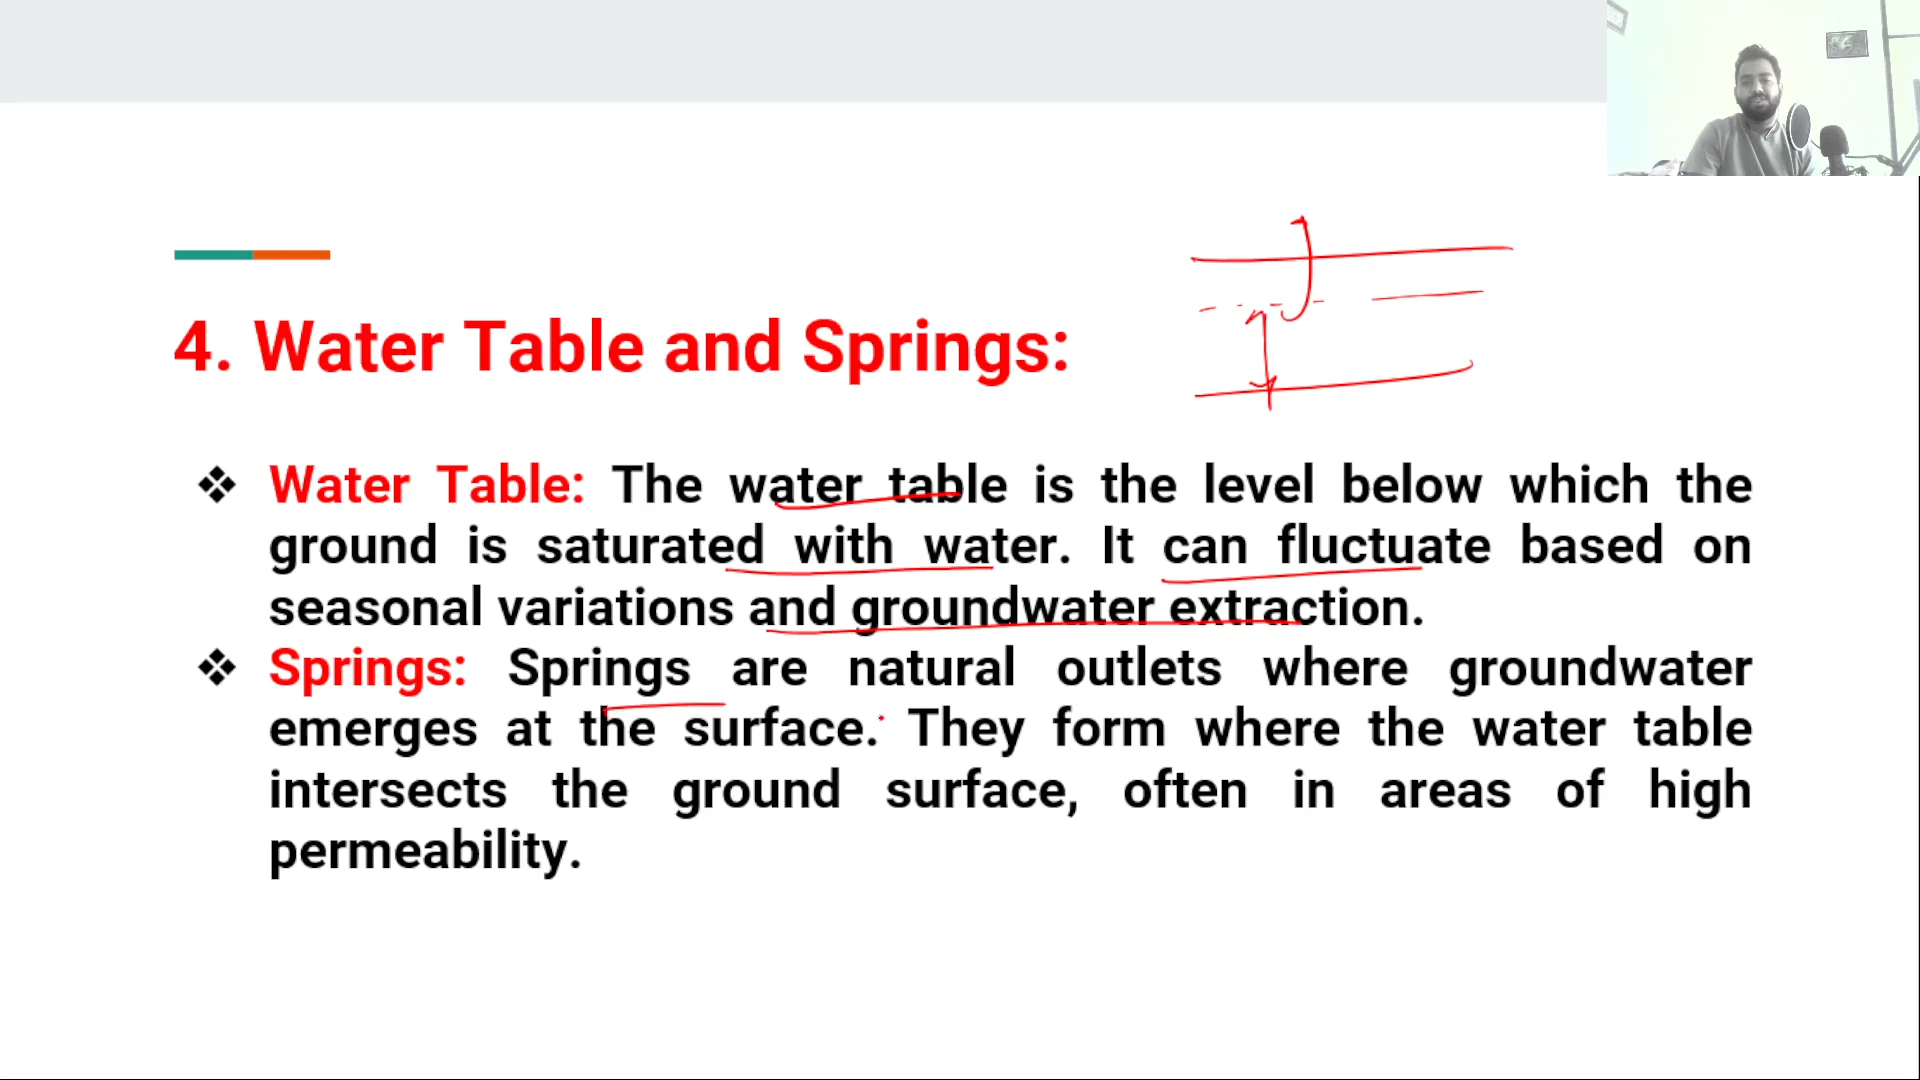 4. Water Table and Springs:
❖ Water Table: The water table is the level below which the
ground is saturated with water. It can fluctuate based on
seasonal variations and groundwater extraction.
❖ Springs: Springs are natural outlets where groundwater
emerges at the surface. They form where the water table
intersects the ground surface, often in areas of high
permeability.